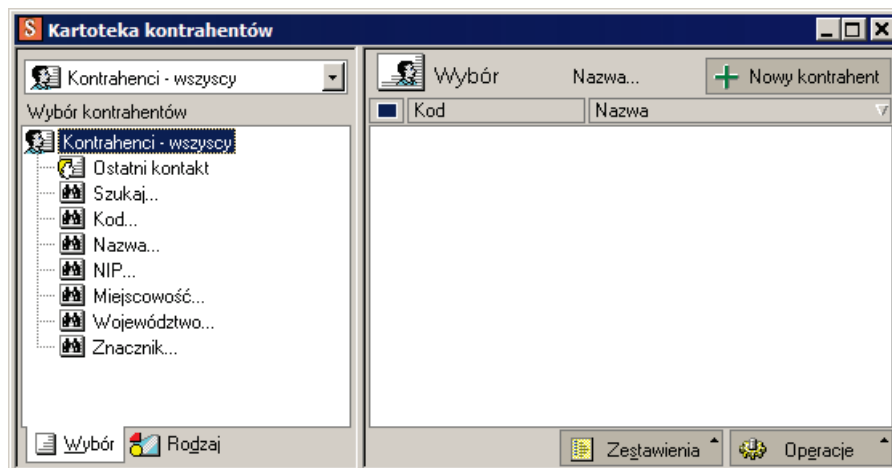 S Kartoteka kontrahentów
Kontrahenci - wszyscy
Wybór kontrahentów
Kontrahenci - wszyscy
Ostatni kontakt
Szukaj...
Kod...
Nazwa...
NIP...
Miejscowość...
Województwo...
Znacznik...
Wybór Rodzaj
Wybór Nazwa... Nowy kontrahent
Kod Nazwa
Zestawienia Operacje